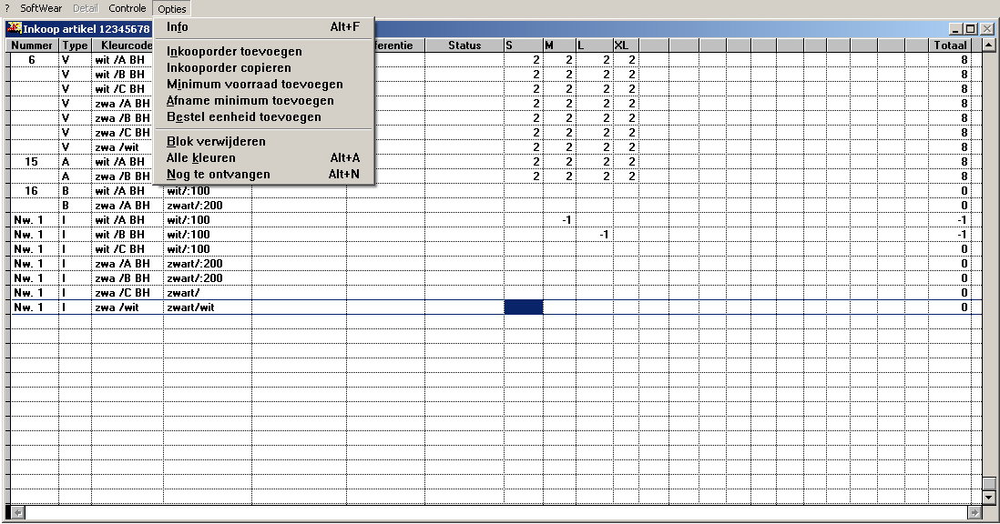 ? SoftWear Detail Controle Opties
Inkoop artikel 12345678
Info Alt+F
Inkooporder toevoegen
Inkooporder copieren
Minimum voorraad toevoegen
Afname minimum toevoegen
Bestel eenheid toevoegen
Blok verwijderen
Alle kleuren Alt+A
Nog te ontvangen Alt+N
Nummer Type Kleurcode ferentie Status S M L XL Totaal
6 V wit /A BH 2 2 2 2 8
V wit /B BH 2 2 2 2 8
V wit /C BH 2 2 2 2 8
V zwa /A BH 2 2 2 2 8
V zwa /B BH 2 2 2 2 8
V zwa /C BH 2 2 2 2 8
V zwa /wit 2 2 2 2 8
15 A wit /A BH 2 2 2 2 8
A zwa /B BH 2 2 2 2 8
16 B wit /A BH wit/:100 0
B zwa /A BH zwart/:200 0
Nw. 1 I wit /A BH wit/:100 -1 -1
Nw. 1 I wit /B BH wit/:100 -1 -1
Nw. 1 I wit /C BH wit/:100 0
Nw. 1 I zwa /A BH zwart/:200 0
Nw. 1 I zwa /B BH zwart/:200 0
Nw. 1 I zwa /C BH zwart/ 0
Nw. 1 I zwa /wit zwart/wit 0